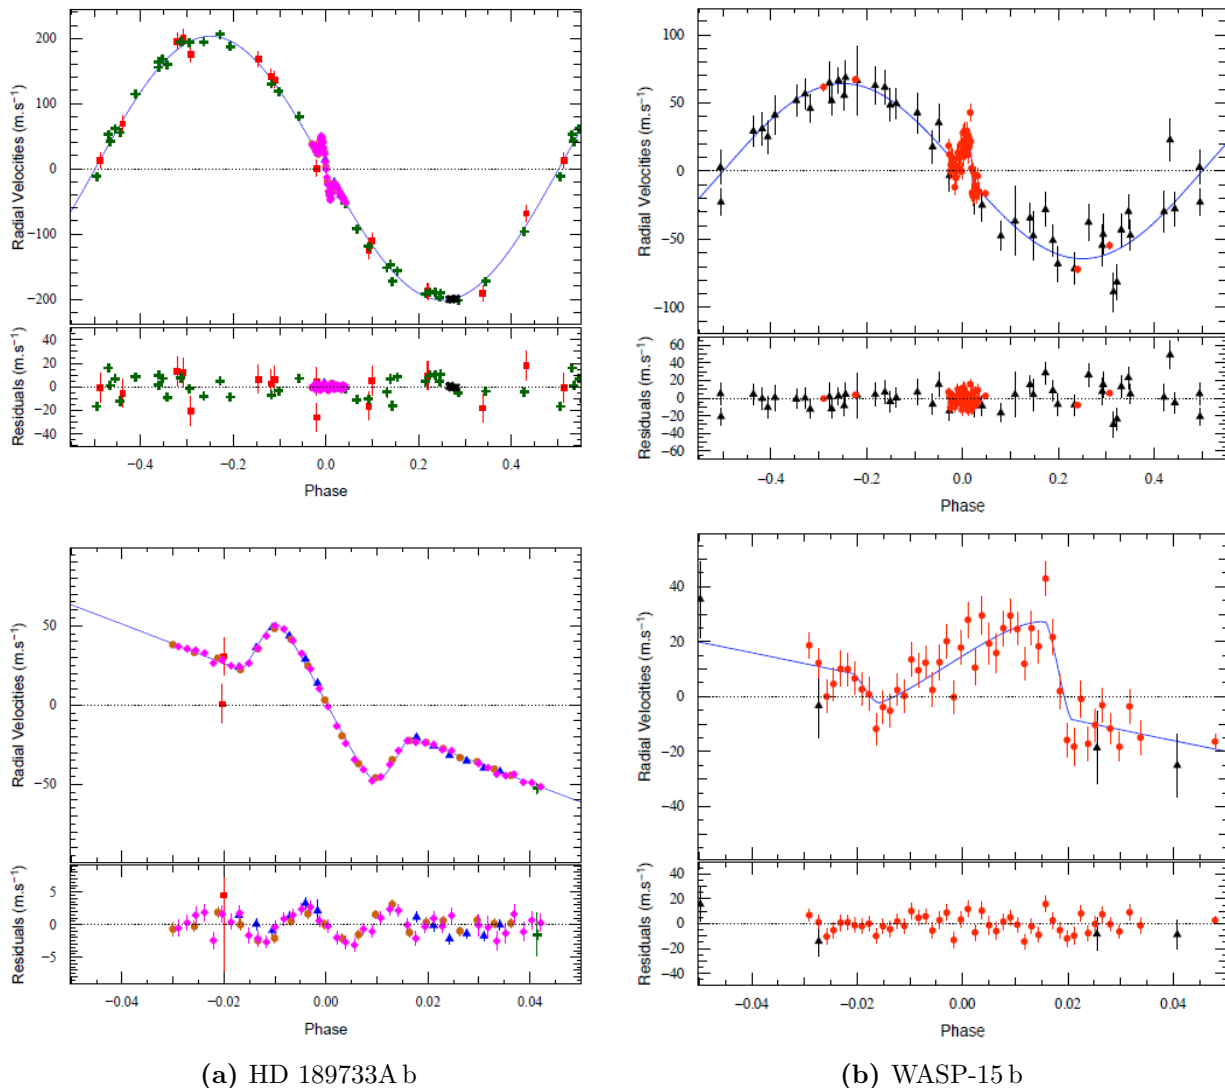 200
100
0
−100
−200
Radial Velocities (m.s⁻¹)
40
20
0
−20
−40
Residuals (m.s⁻¹)
−0.4 −0.2 0.0 0.2 0.4
Phase
100
50
0
−50
−100
Radial Velocities (m.s⁻¹)
60
40
20
0
−20
−40
−60
Residuals (m.s⁻¹)
−0.4 −0.2 0.0 0.2 0.4
Phase
50
0
−50
Radial Velocities (m.s⁻¹)
5
0
−5
Residuals (m.s⁻¹)
−0.04 −0.02 0.00 0.02 0.04
Phase
40
20
0
−20
−40
Radial Velocities (m.s⁻¹)
40
20
0
−20
−40
Residuals (m.s⁻¹)
−0.04 −0.02 0.00 0.02 0.04
Phase
(a) HD 189733A b
(b) WASP-15 b